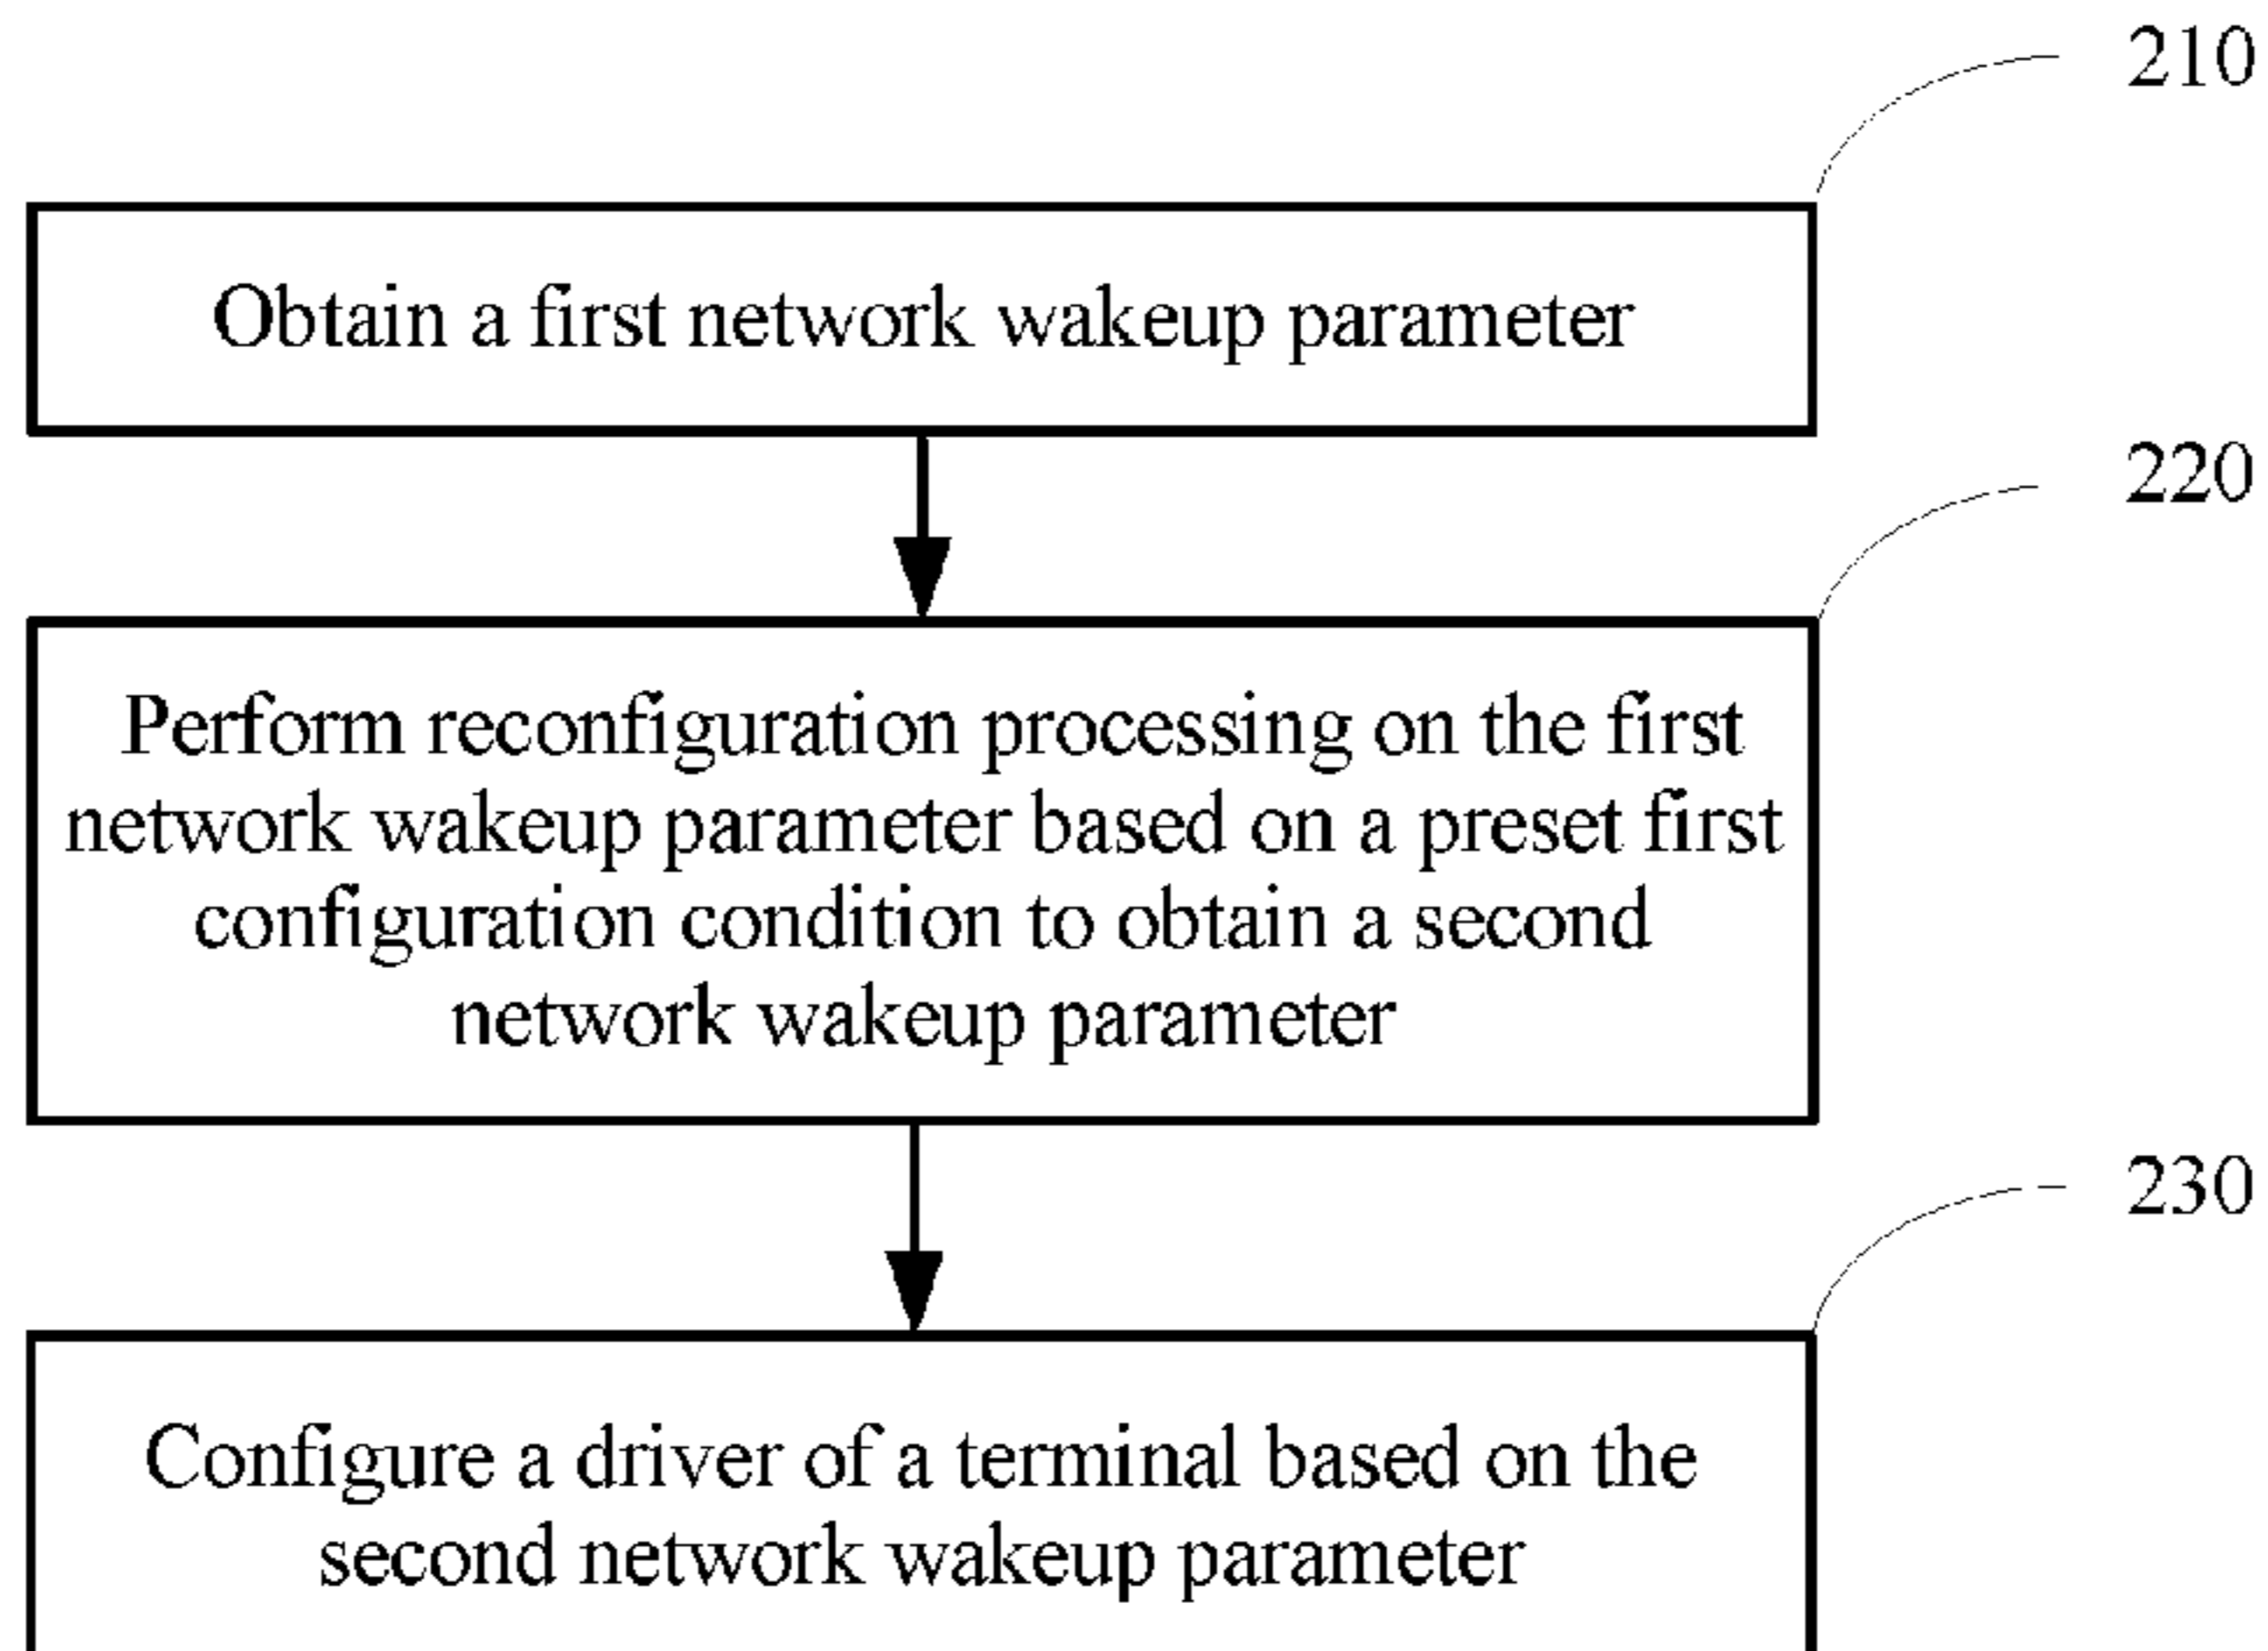 210
Obtain a first network wakeup parameter
220
Perform reconfiguration processing on the first
network wakeup parameter based on a preset first
configuration condition to obtain a second
network wakeup parameter
230
Configure a driver of a terminal based on the
second network wakeup parameter